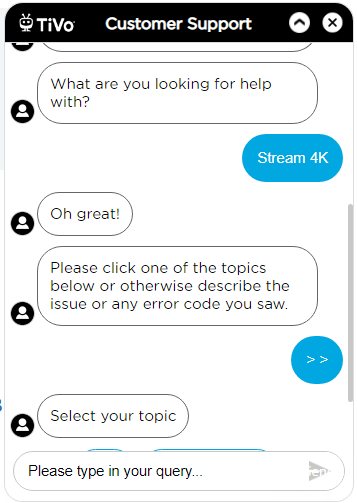 TiVo Customer Support
What are you looking for help
with?
Stream 4K
Oh great!
Please click one of the topics
below or otherwise describe the
issue or any error code you saw.
> >
Select your topic
Please type in your query...